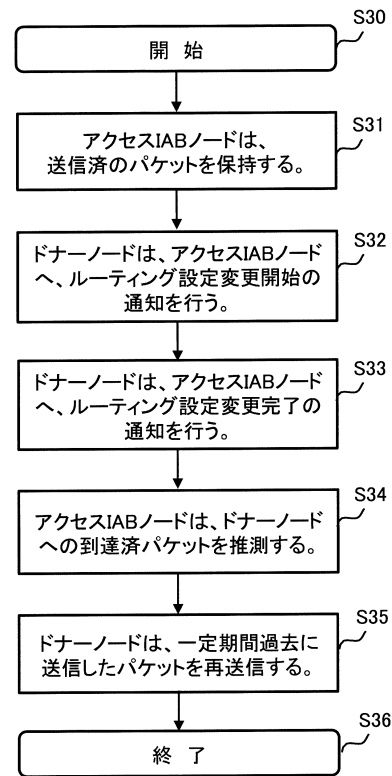 S30
開 始
S31
アクセスIABノードは、
送信済のパケットを保持する。
S32
ドナーノードは、アクセスIABノード
へ、ルーティング設定変更開始の
通知を行う。
S33
ドナーノードは、アクセスIABノード
へ、ルーティング設定変更完了の
通知を行う。
S34
アクセスIABノードは、ドナーノード
への到達済パケットを推測する。
S35
ドナーノードは、一定期間過去に
送信したパケットを再送信する。
S36
終 了